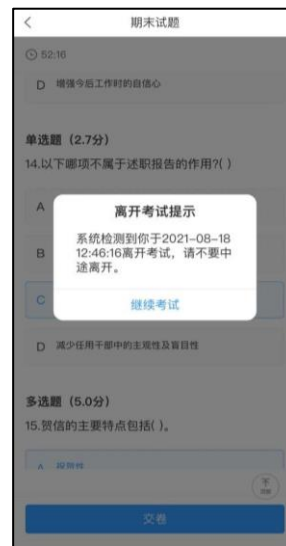 期末试题
52:16
D 增强今后工作时的自信心
单选题（2.7分）
14.以下哪项不属于述职报告的作用?( )
A
离开考试提示
系统检测到你于2021-08-18
12:46:16离开考试，请不要中
途离开。
B
继续考试
C
D 减少任用干部中的主观性及盲目性
多选题（5.0分）
15.贺信的主要特点包括( )。
A 祝贺性
交卷